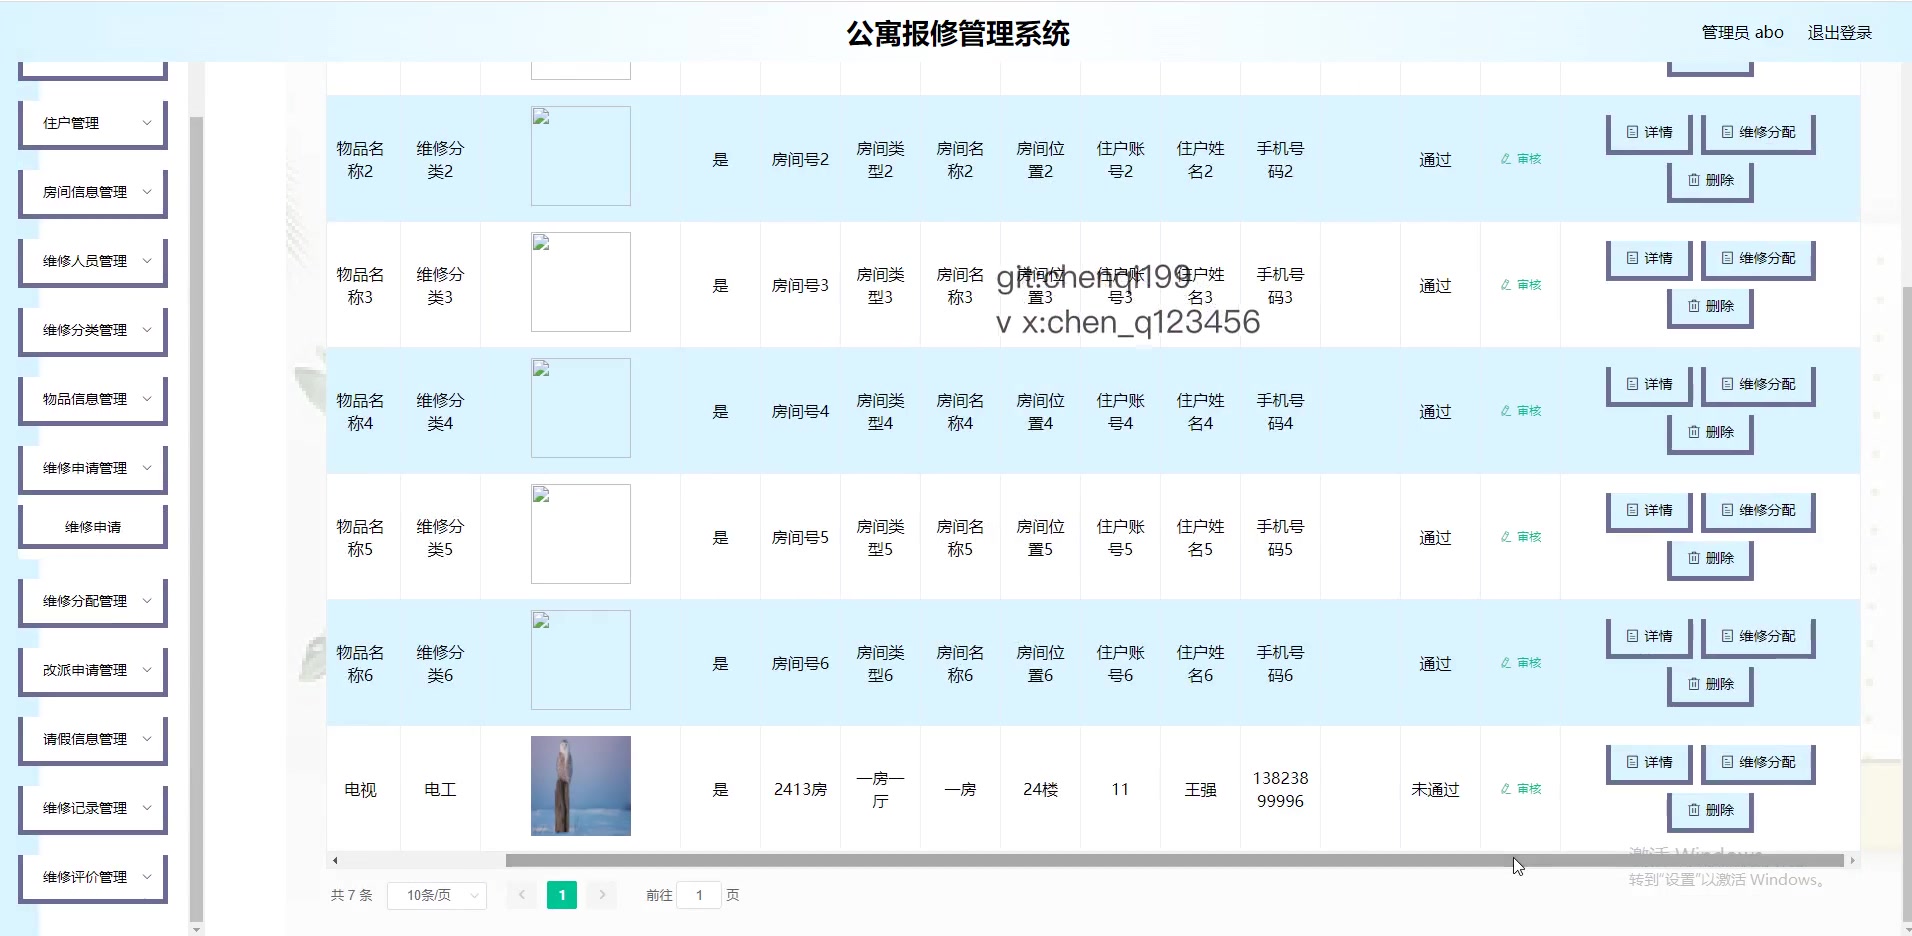 公寓报修管理系统
管理员 abo
退出登录
住户管理
房间信息管理
维修人员管理
维修分类管理
物品信息管理
维修申请管理
维修申请
维修分配管理
改派申请管理
请假信息管理
维修记录管理
维修评价管理
物品名
称2
维修分
类2
是
房间号2
房间类
型2
房间名
称2
房间位
置2
住户账
号2
住户姓
名2
手机号
码2
通过
审核
详情
维修分配
删除
物品名
称3
维修分
类3
是
房间号3
房间类
型3
房间名
称3
房间位
置3
住户账
号3
住户姓
名3
手机号
码3
通过
审核
详情
维修分配
删除
git:chenqi199
v x:chen_q123456
物品名
称4
维修分
类4
是
房间号4
房间类
型4
房间名
称4
房间位
置4
住户账
号4
住户姓
名4
手机号
码4
通过
审核
详情
维修分配
删除
物品名
称5
维修分
类5
是
房间号5
房间类
型5
房间名
称5
房间位
置5
住户账
号5
住户姓
名5
手机号
码5
通过
审核
详情
维修分配
删除
物品名
称6
维修分
类6
是
房间号6
房间类
型6
房间名
称6
房间位
置6
住户账
号6
住户姓
名6
手机号
码6
通过
审核
详情
维修分配
删除
电视
电工
是
2413房
一房一
厅
一房
24楼
11
王强
138238
99996
未通过
审核
详情
维修分配
删除
共 7 条
10条/页
1
前往
1
页
激活 Windows
转到"设置"以激活 Windows。